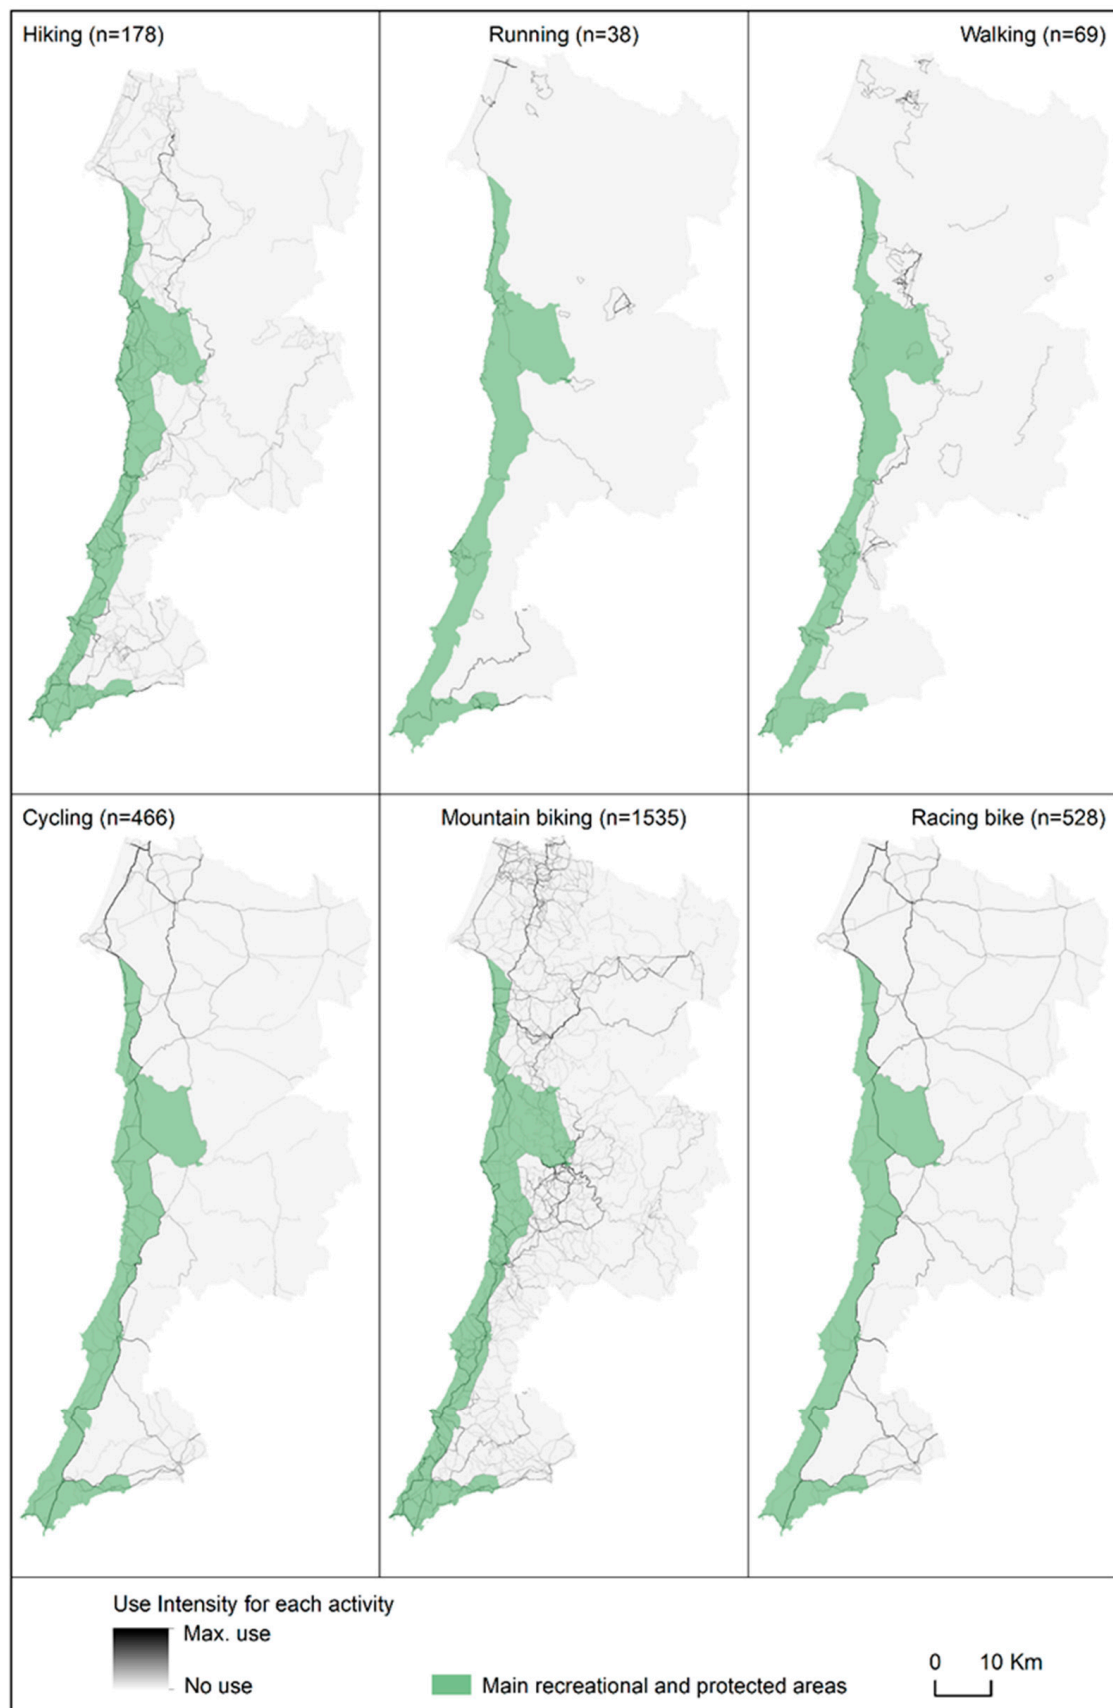 Hiking (n=178)
Running (n=38)
Walking (n=69)
Cycling (n=466)
Mountain biking (n=1535)
Racing bike (n=528)
Use Intensity for each activity
Max. use
No use
Main recreational and protected areas
0 10 Km